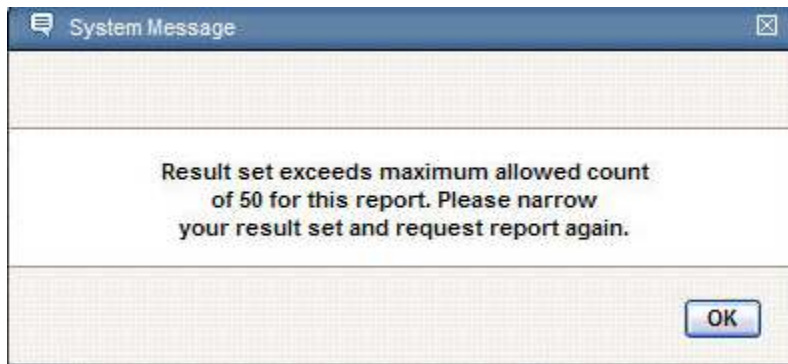 System Message
Result set exceeds maximum allowed count
of 50 for this report. Please narrow
your result set and request report again.
OK